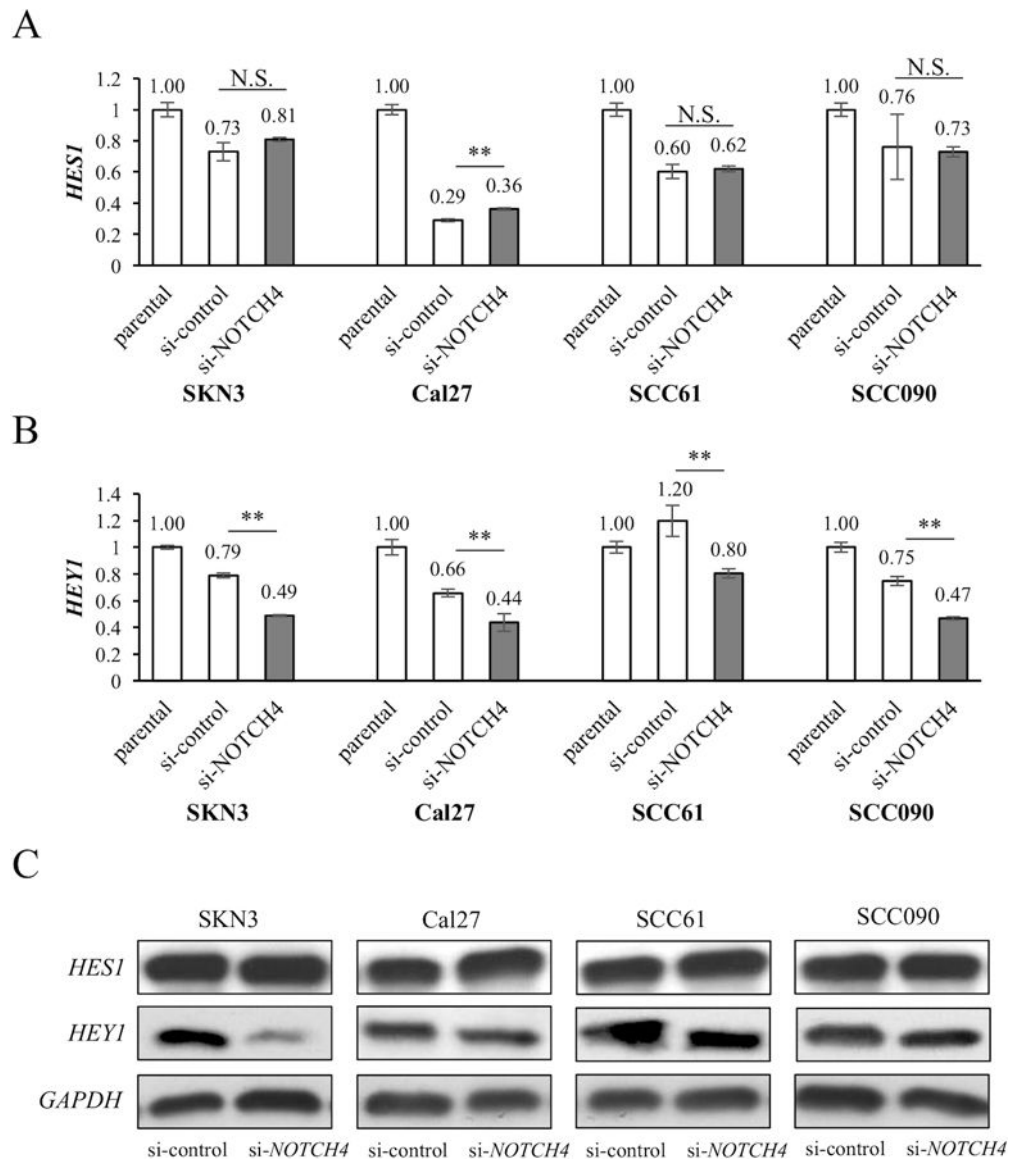 A
HES1
1.2
1
0.8
0.6
0.4
0.2
0
1.00
0.73
0.81
N.S.
1.00
0.29
0.36
**
1.00
0.60
0.62
N.S.
1.00
0.76
0.73
N.S.
parental
si-control
si-NOTCH4
parental
si-control
si-NOTCH4
parental
si-control
si-NOTCH4
parental
si-control
si-NOTCH4
SKN3 Cal27 SCC61 SCC090
B
HEY1
1.4
1.2
1
0.8
0.6
0.4
0.2
0
1.00
0.79
0.49
**
1.00
0.66
0.44
**
1.00
1.20
0.80
**
1.00
0.75
0.47
**
parental
si-control
si-NOTCH4
parental
si-control
si-NOTCH4
parental
si-control
si-NOTCH4
parental
si-control
si-NOTCH4
SKN3 Cal27 SCC61 SCC090
C
SKN3 Cal27 SCC61 SCC090
HES1
HEY1
GAPDH
si-control si-NOTCH4 si-control si-NOTCH4 si-control si-NOTCH4 si-control si-NOTCH4